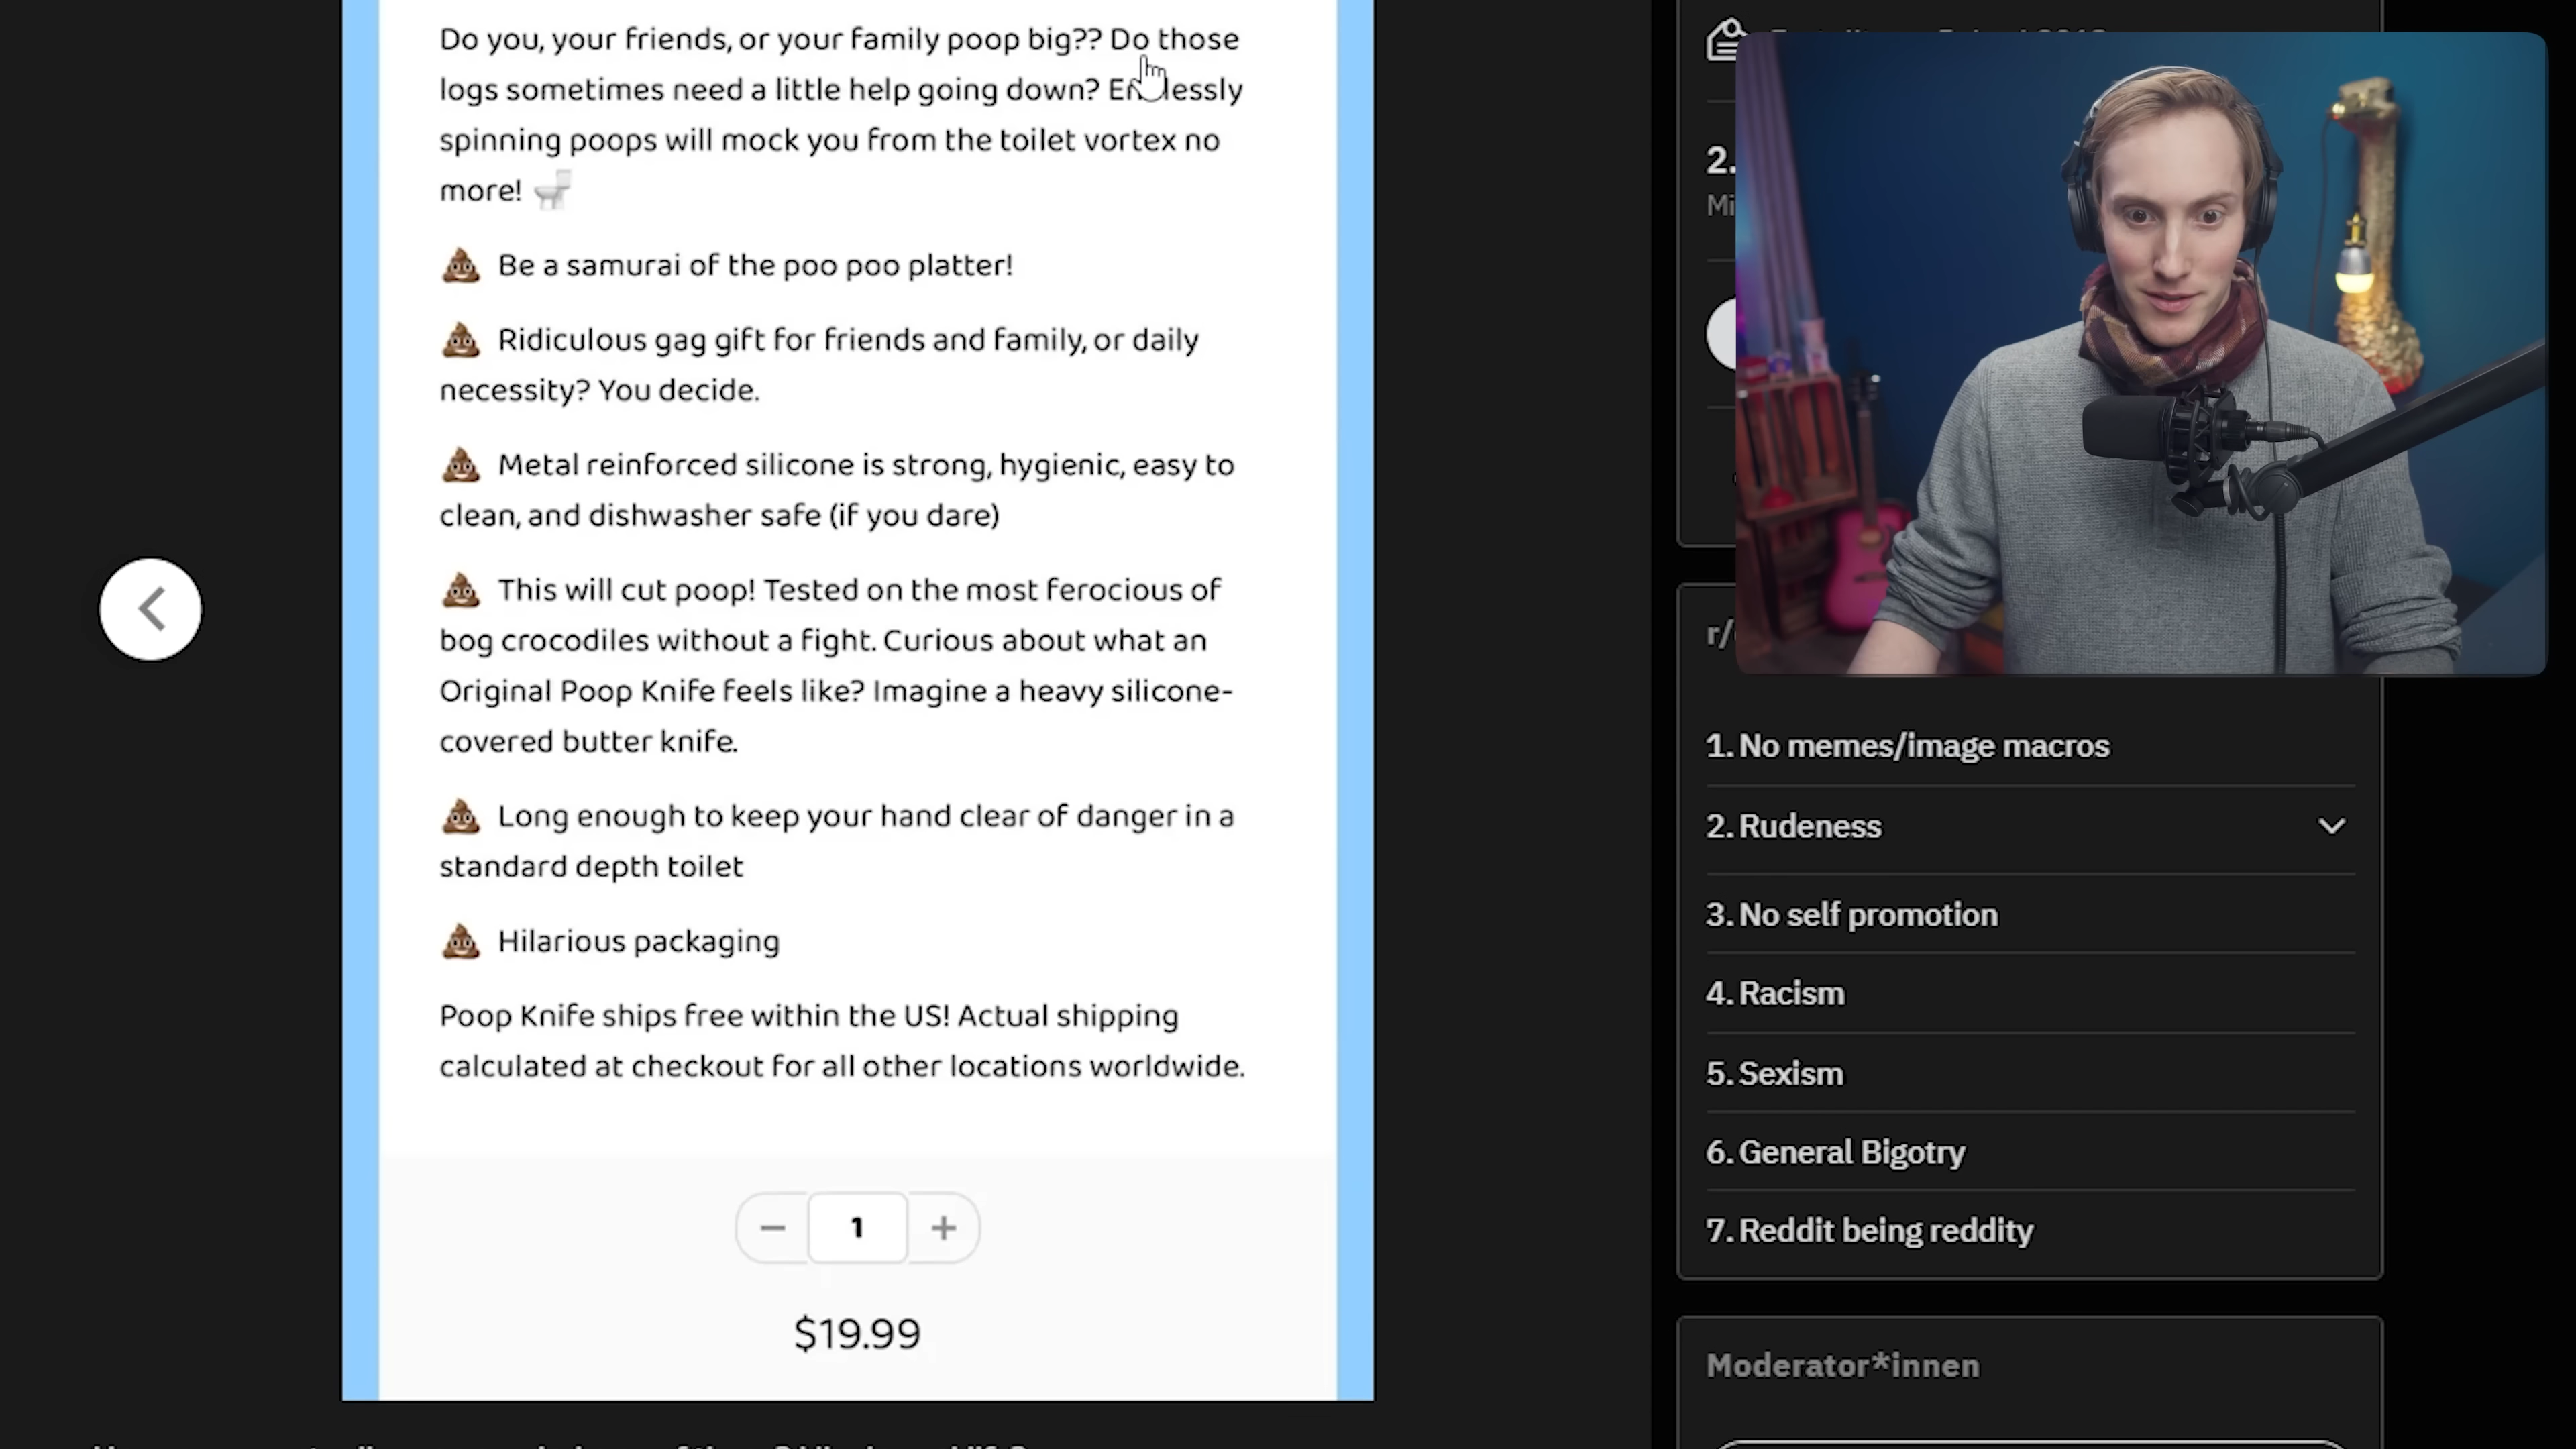 Do you, your friends, or your family poop big?? Do those
logs sometimes need a little help going down? Endlessly
spinning poops will mock you from the toilet vortex no
more! 🚽
💩 Be a samurai of the poo poo platter!
💩 Ridiculous gag gift for friends and family, or daily
necessity? You decide.
💩 Metal reinforced silicone is strong, hygienic, easy to
clean, and dishwasher safe (if you dare)
💩 This will cut poop! Tested on the most ferocious of
bog crocodiles without a fight. Curious about what an
Original Poop Knife feels like? Imagine a heavy silicone-
covered butter knife.
💩 Long enough to keep your hand clear of danger in a
standard depth toilet
💩 Hilarious packaging
Poop Knife ships free within the US! Actual shipping
calculated at checkout for all other locations worldwide.
− 1 +
$19.99
2.
Mi
r/
1. No memes/image macros
2. Rudeness
3. No self promotion
4. Racism
5. Sexism
6. General Bigotry
7. Reddit being reddity
Moderator*innen